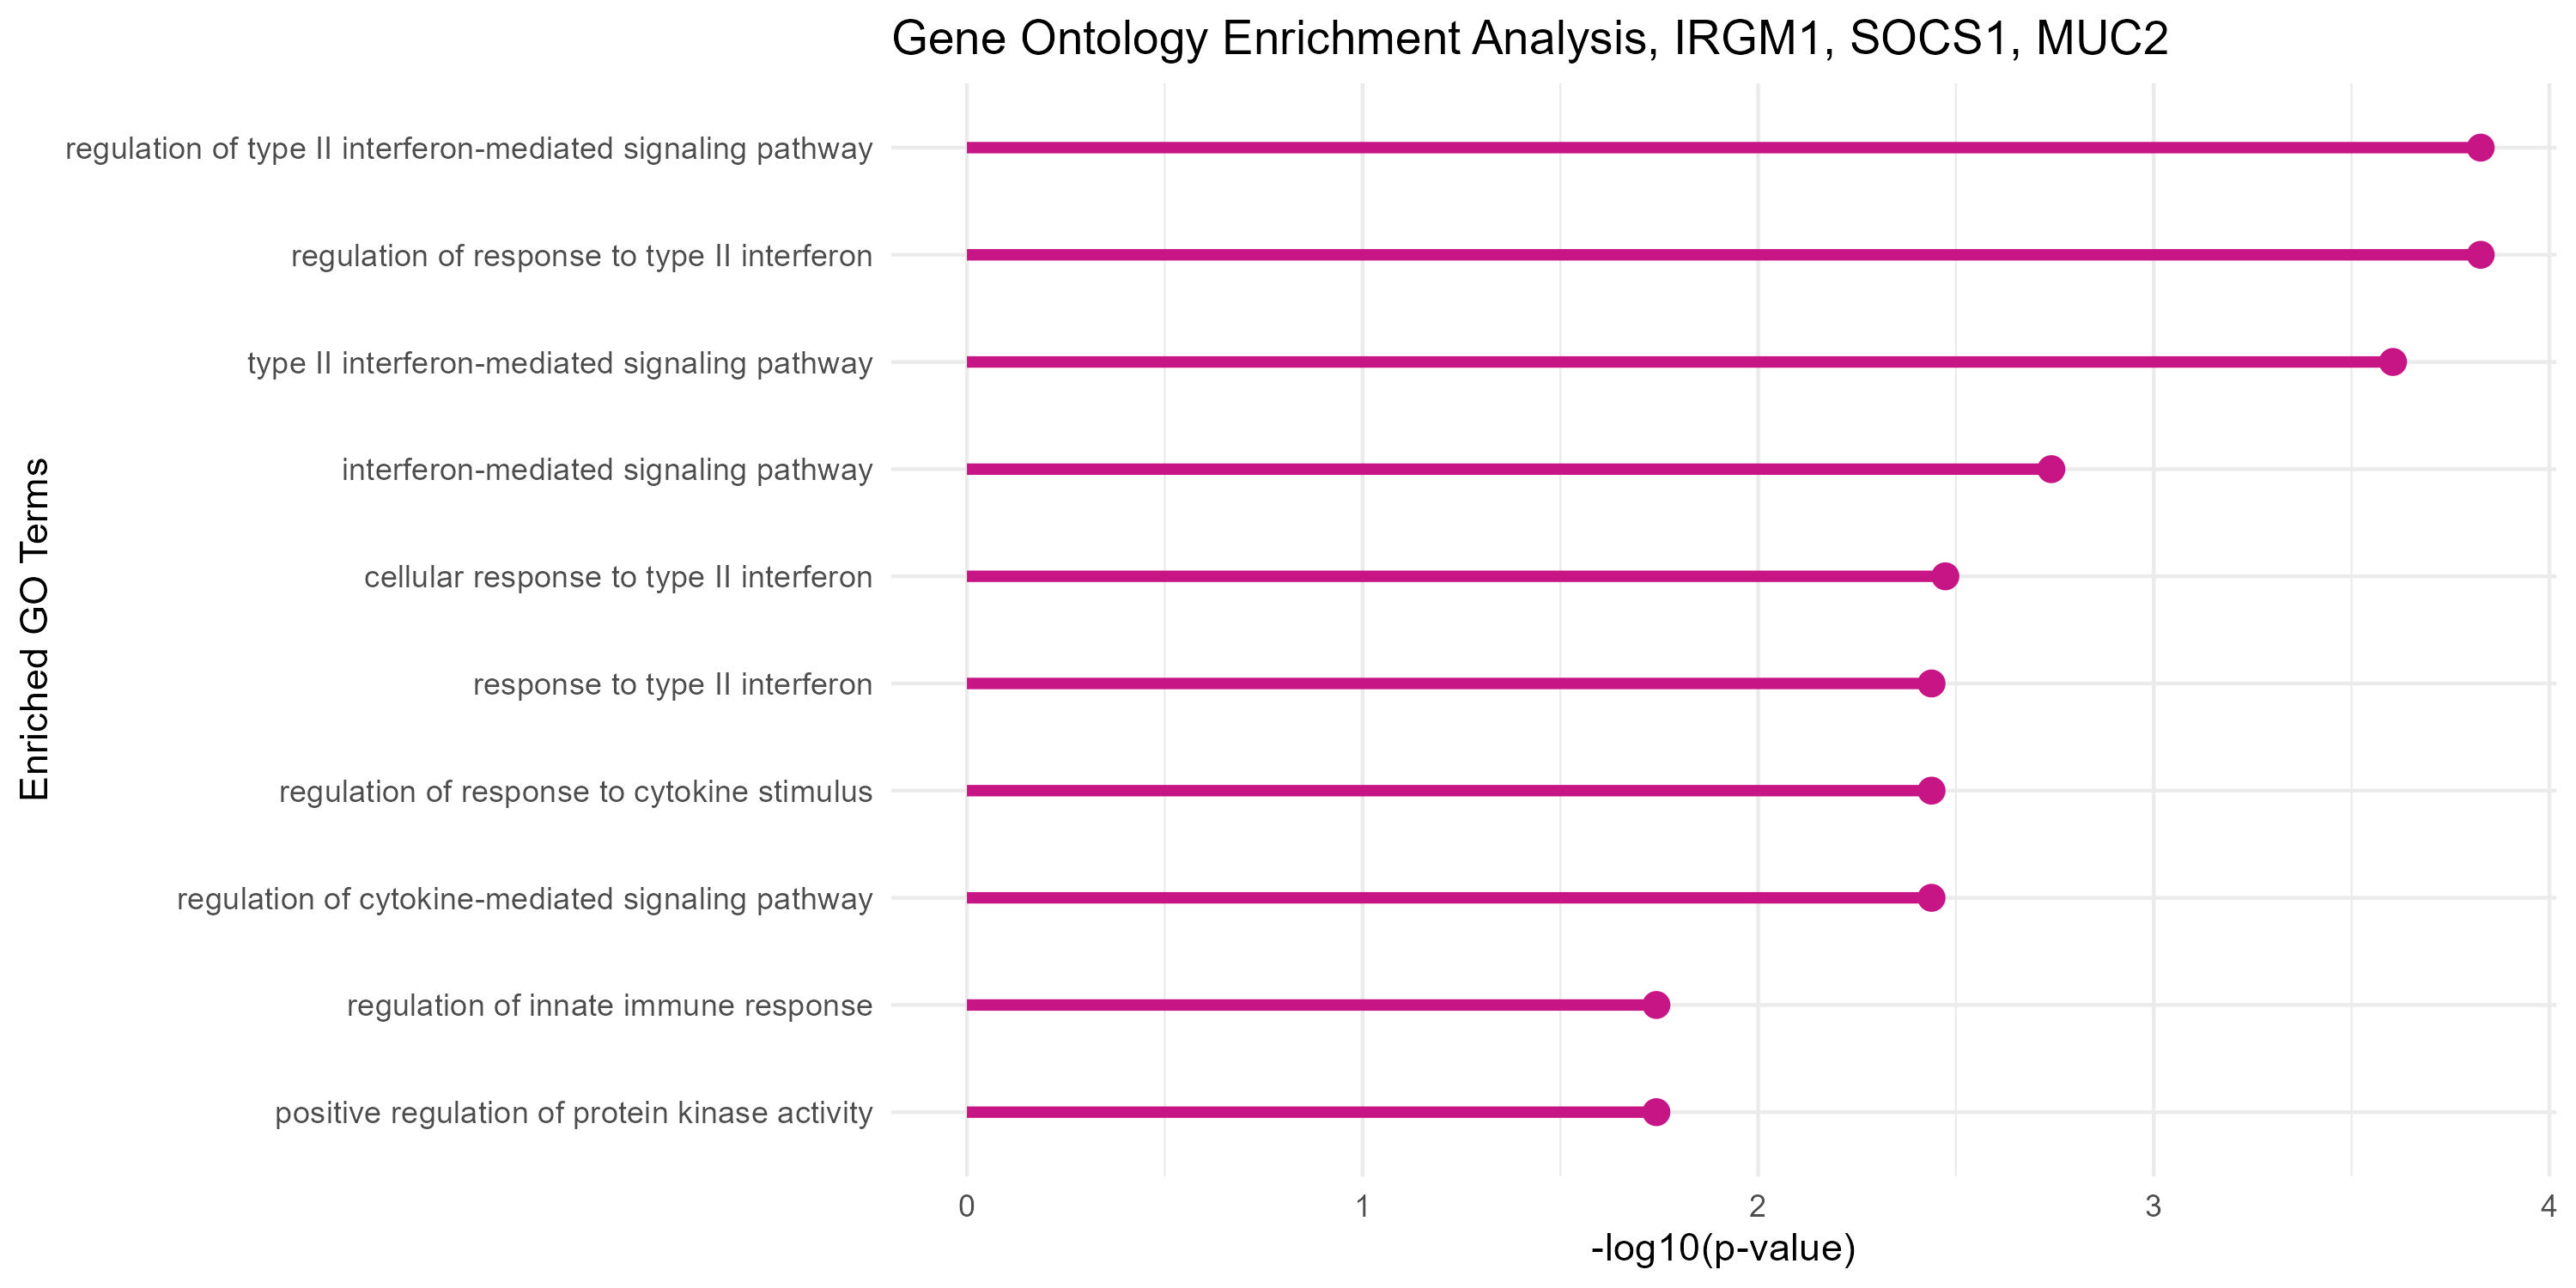 Gene Ontology Enrichment Analysis, IRGM1, SOCS1, MUC2
Enriched GO Terms
regulation of type II interferon-mediated signaling pathway
regulation of response to type II interferon
type II interferon-mediated signaling pathway
interferon-mediated signaling pathway
cellular response to type II interferon
response to type II interferon
regulation of response to cytokine stimulus
regulation of cytokine-mediated signaling pathway
regulation of innate immune response
positive regulation of protein kinase activity
0 1 2 3 4
-log10(p-value)